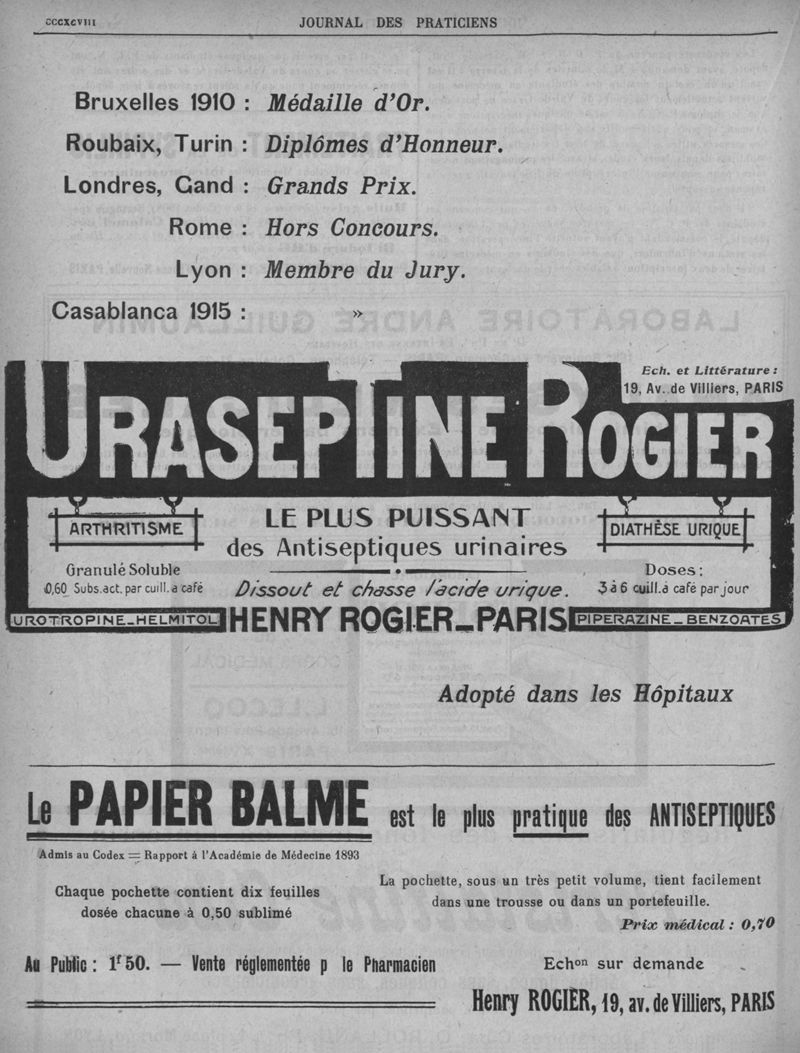 CCCXCVIII
JOURNAL DES PRATICIENS
Bruxelles 1910 : Médaille d'Or.
Roubaix, Turin : Diplômes d'Honneur.
Londres, Gand : Grands Prix.
Rome : Hors Concours.
Lyon : Membre du Jury.
Casablanca 1915 : »
Ech. et Littérature :
19, Av. de Villiers, PARIS
URASEPTINE ROGIER
ARTHRITISME
LE PLUS PUISSANT
des Antiseptiques urinaires
DIATHÈSE URIQUE
Granulé Soluble
0,60 Subs. act. par cuill. à café
Dissout et chasse l'acide urique.
Doses :
3 à 6 cuill. à café par jour
UROTROPINE_HELMITOL
HENRY ROGIER_PARIS
PIPERAZINE_BENZOATES
Adopté dans les Hôpitaux
Le PAPIER BALME est le plus pratique des ANTISEPTIQUES
Admis au Codex = Rapport à l'Académie de Médecine 1893
Chaque pochette contient dix feuilles
dosée chacune à 0,50 sublimé
La pochette, sous un très petit volume, tient facilement
dans une trousse ou dans un portefeuille.
Prix médical : 0,70
Au Public : 1f 50. — Vente réglementée p le Pharmacien
Echon sur demande
Henry ROGIER, 19, av. de Villiers, PARIS